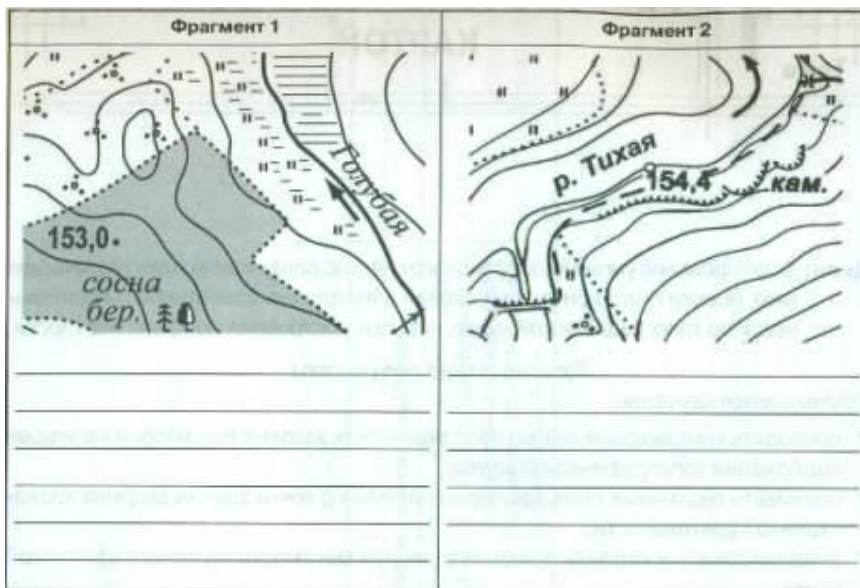 Фрагмент 1
Голубая
153,0
сосна
бер.
Фрагмент 2
р. Тихая
154,4
кам.